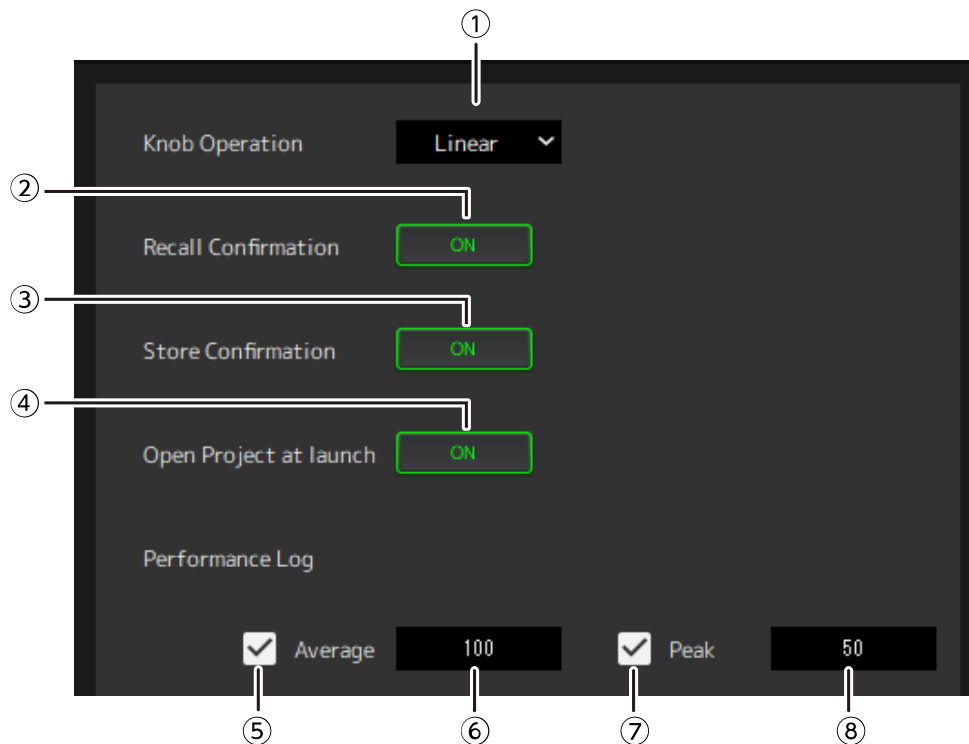 ①
Knob Operation Linear
②
Recall Confirmation ON
③
Store Confirmation ON
④
Open Project at launch ON
Performance Log
Average 100 Peak 50
⑤ ⑥ ⑦ ⑧